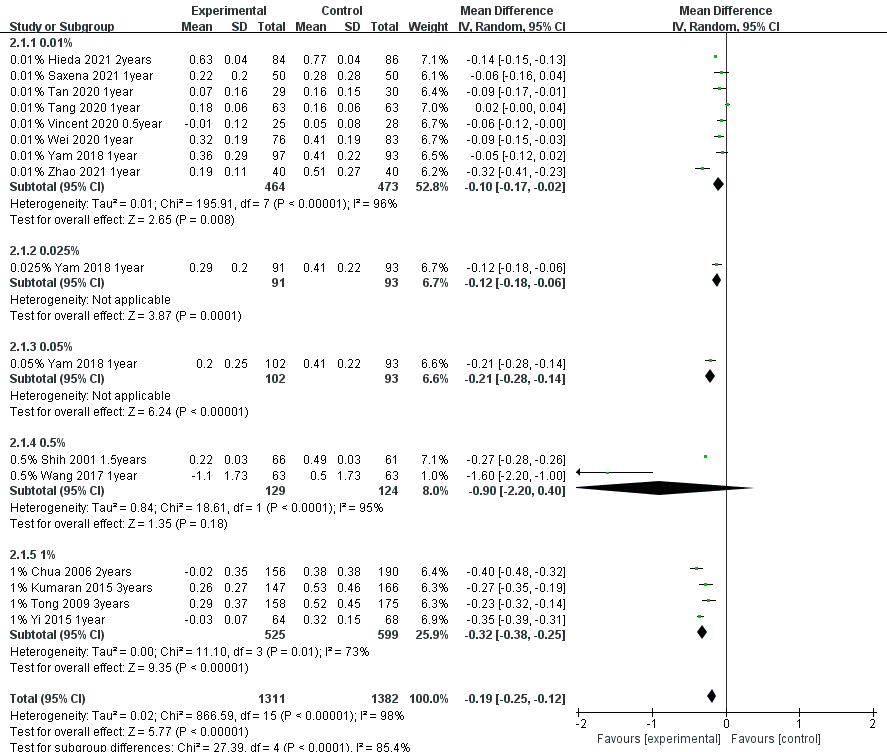 Experimental Control Mean Difference Mean Difference
Study or Subgroup Mean SD Total Mean SD Total Weight IV, Random, 95% CI IV, Random, 95% CI
2.1.1 0.01%
0.01% Hieda 2021 2years 0.63 0.04 84 0.77 0.04 86 7.1% -0.14 [-0.15, -0.13]
0.01% Saxena 2021 1year 0.22 0.2 50 0.28 0.28 50 5.9% -0.06 [-0.16, 0.04]
0.01% Tan 2020 1year 0.07 0.16 29 0.16 0.15 30 6.4% -0.09 [-0.17, -0.01]
0.01% Tang 2020 1year 0.18 0.06 63 0.16 0.06 63 7.0% 0.02 [-0.00, 0.04]
0.01% Vincent 2020 0.5year -0.01 0.12 25 0.05 0.08 28 6.7% -0.06 [-0.12, -0.00]
0.01% Wei 2020 1year 0.32 0.19 76 0.41 0.19 83 6.7% -0.09 [-0.15, -0.03]
0.01% Yam 2018 1year 0.36 0.29 97 0.41 0.22 93 6.5% -0.05 [-0.12, 0.02]
0.01% Zhao 2021 1year 0.19 0.11 40 0.51 0.27 40 6.2% -0.32 [-0.41, -0.23]
Subtotal (95% CI) 464 473 52.8% -0.10 [-0.17, -0.02]
Heterogeneity: Tau² = 0.01; Chi² = 195.91, df = 7 (P < 0.00001); I² = 96%
Test for overall effect: Z = 2.65 (P = 0.008)
2.1.2 0.025%
0.025% Yam 2018 1year 0.29 0.2 91 0.41 0.22 93 6.7% -0.12 [-0.18, -0.06]
Subtotal (95% CI) 91 93 6.7% -0.12 [-0.18, -0.06]
Heterogeneity: Not applicable
Test for overall effect: Z = 3.87 (P = 0.0001)
2.1.3 0.05%
0.05% Yam 2018 1year 0.2 0.25 102 0.41 0.22 93 6.6% -0.21 [-0.28, -0.14]
Subtotal (95% CI) 102 93 6.6% -0.21 [-0.28, -0.14]
Heterogeneity: Not applicable
Test for overall effect: Z = 6.24 (P < 0.00001)
2.1.4 0.5%
0.5% Shih 2001 1.5years 0.22 0.03 66 0.49 0.03 61 7.1% -0.27 [-0.28, -0.26]
0.5% Wang 2017 1year -1.1 1.73 63 0.5 1.73 63 1.0% -1.60 [-2.20, -1.00]
Subtotal (95% CI) 129 124 8.0% -0.90 [-2.20, 0.40]
Heterogeneity: Tau² = 0.84; Chi² = 18.61, df = 1 (P < 0.0001); I² = 95%
Test for overall effect: Z = 1.35 (P = 0.18)
2.1.5 1%
1% Chua 2006 2years -0.02 0.35 156 0.38 0.38 190 6.4% -0.40 [-0.48, -0.32]
1% Kumaran 2015 3years 0.26 0.27 147 0.53 0.46 166 6.4% -0.27 [-0.35, -0.19]
1% Tong 2009 3years 0.29 0.37 158 0.52 0.45 175 6.3% -0.23 [-0.32, -0.14]
1% Yi 2015 1year -0.03 0.07 64 0.32 0.15 68 6.9% -0.35 [-0.39, -0.31]
Subtotal (95% CI) 525 599 25.9% -0.32 [-0.38, -0.25]
Heterogeneity: Tau² = 0.00; Chi² = 11.10, df = 3 (P = 0.01); I² = 73%
Test for overall effect: Z = 9.35 (P < 0.00001)
Total (95% CI) 1311 1382 100.0% -0.19 [-0.25, -0.12]
Heterogeneity: Tau² = 0.02; Chi² = 866.59, df = 15 (P < 0.00001); I² = 98%
Test for overall effect: Z = 5.77 (P < 0.00001)
Test for subgroup differences: Chi² = 27.39, df = 4 (P < 0.0001), I² = 85.4%
-2 -1 0 1 2
Favours [experimental] Favours [control]